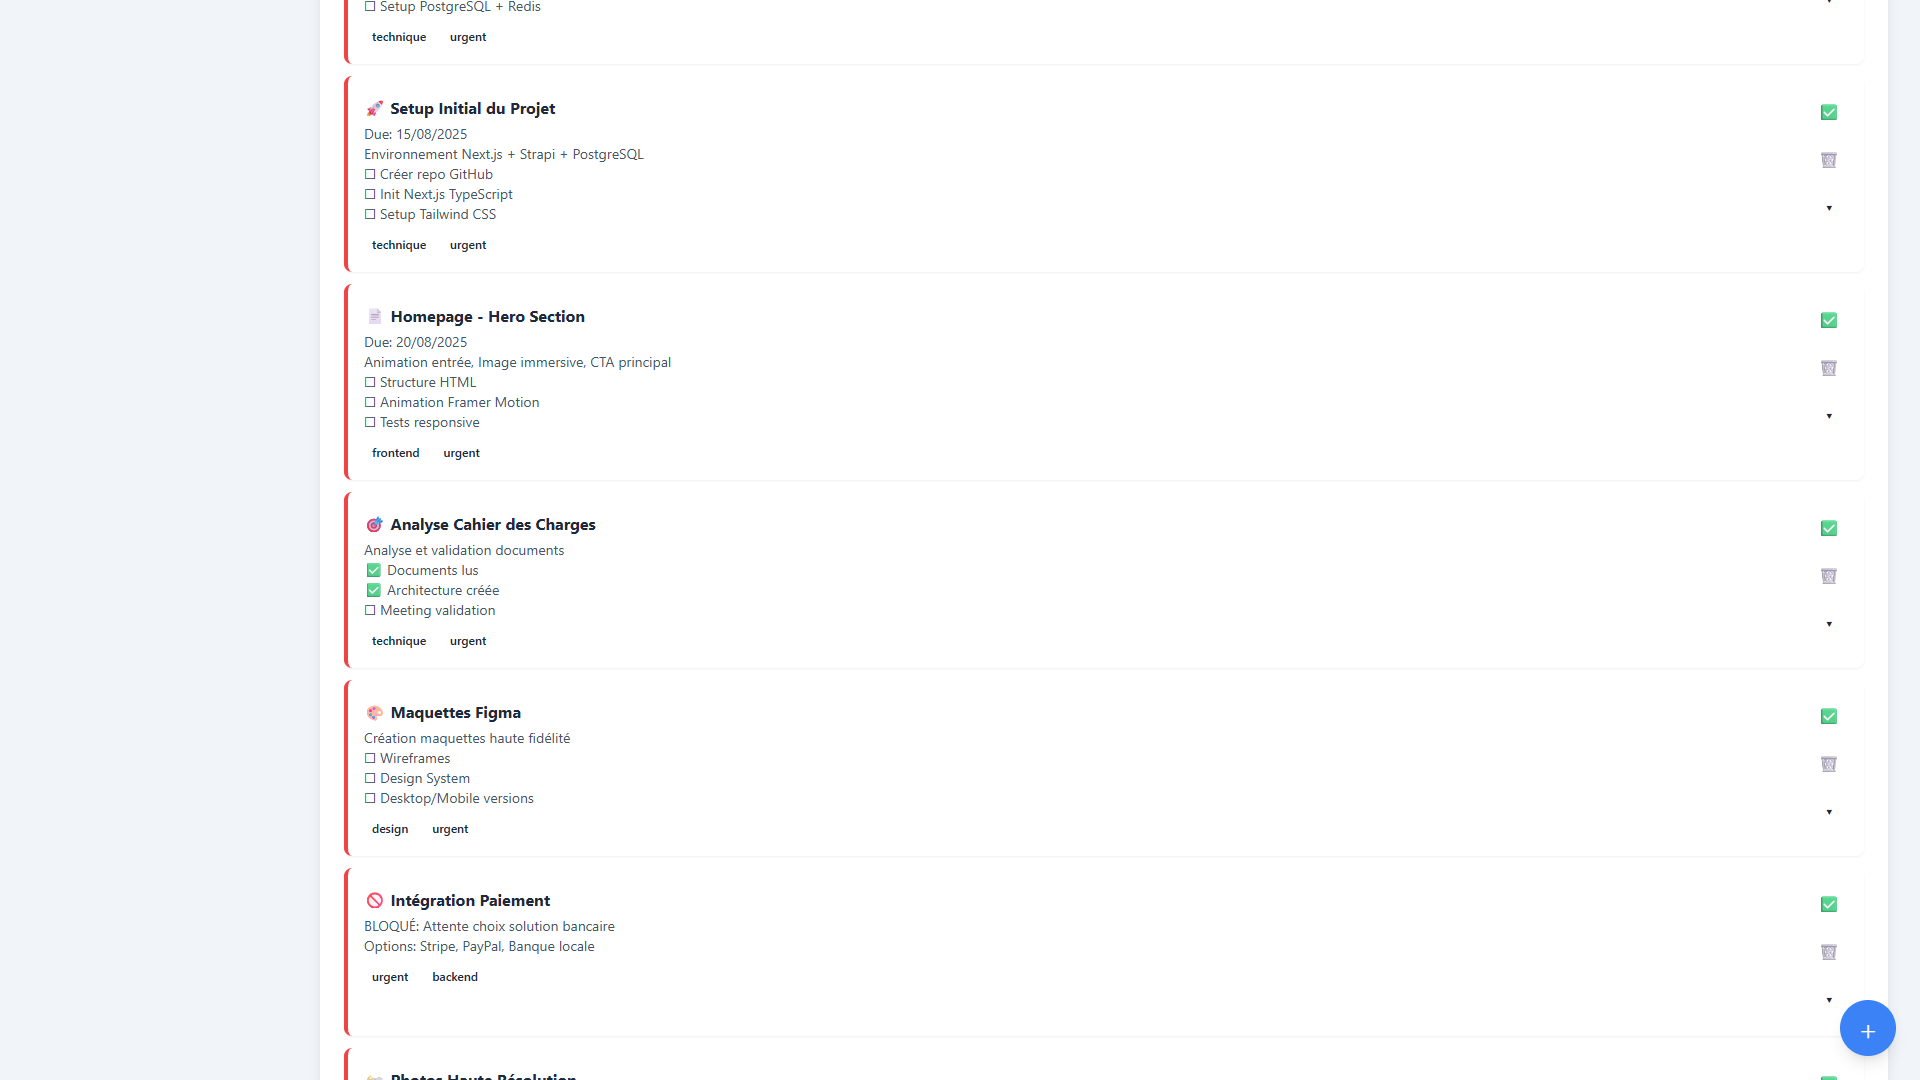 ☐ Setup PostgreSQL + Redis
technique urgent
🚀 Setup Initial du Projet
Due: 15/08/2025
Environnement Next.js + Strapi + PostgreSQL
☐ Créer repo GitHub
☐ Init Next.js TypeScript
☐ Setup Tailwind CSS
technique urgent
📄 Homepage - Hero Section
Due: 20/08/2025
Animation entrée, Image immersive, CTA principal
☐ Structure HTML
☐ Animation Framer Motion
☐ Tests responsive
frontend urgent
🎯 Analyse Cahier des Charges
Analyse et validation documents
✅ Documents lus
✅ Architecture créée
☐ Meeting validation
technique urgent
🎨 Maquettes Figma
Création maquettes haute fidélité
☐ Wireframes
☐ Design System
☐ Desktop/Mobile versions
design urgent
🚫 Intégration Paiement
BLOQUÉ: Attente choix solution bancaire
Options: Stripe, PayPal, Banque locale
urgent backend
+
Photos Haute Résolution